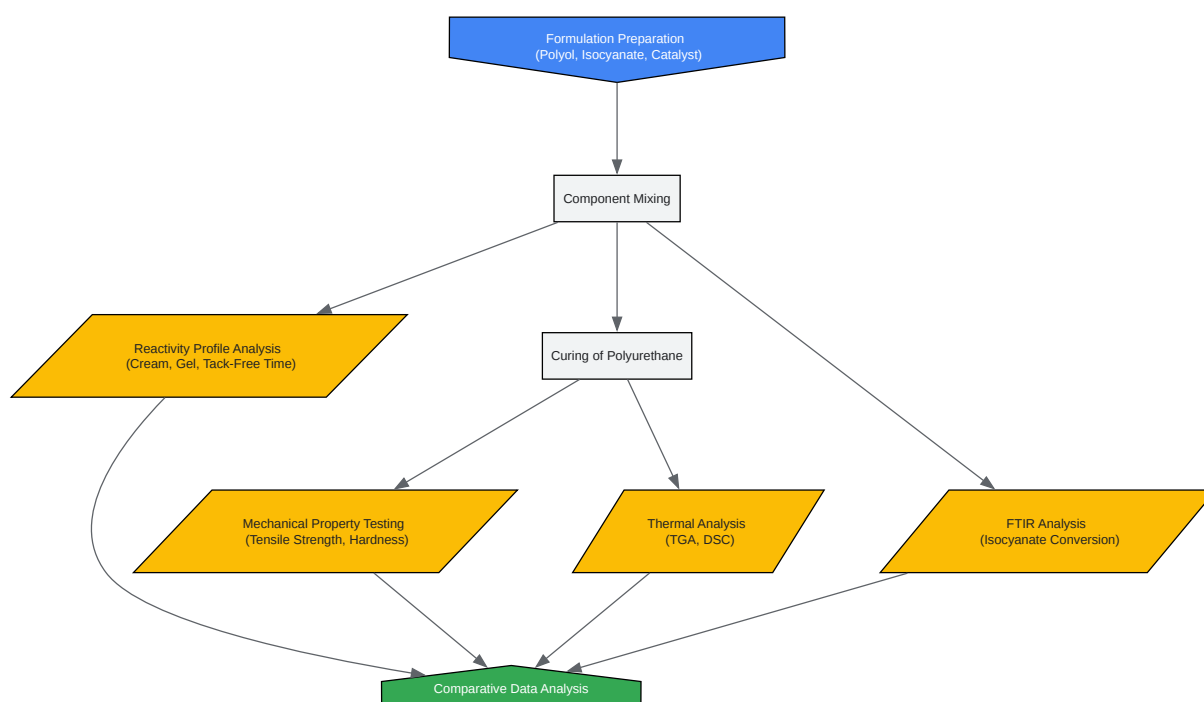 Formulation Preparation
(Polyol, Isocyanate, Catalyst)
Component Mixing
Reactivity Profile Analysis
(Cream, Gel, Tack-Free Time)
Curing of Polyurethane
Mechanical Property Testing
(Tensile Strength, Hardness)
Thermal Analysis
(TGA, DSC)
FTIR Analysis
(Isocyanate Conversion)
Comparative Data Analysis